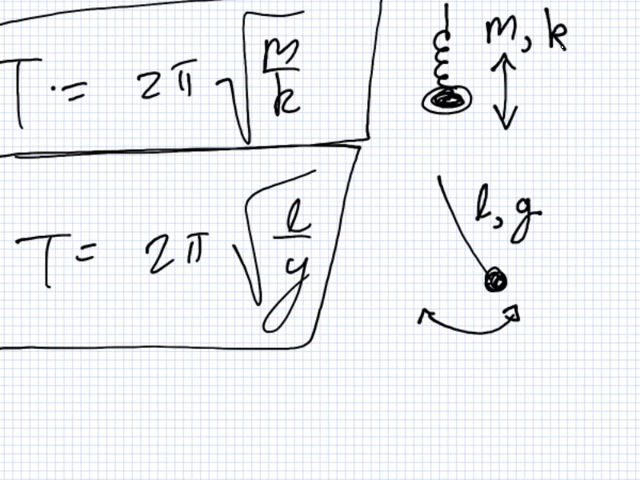 T = 2π √(m/k)
m, k
T = 2π √(l/g)
l, g